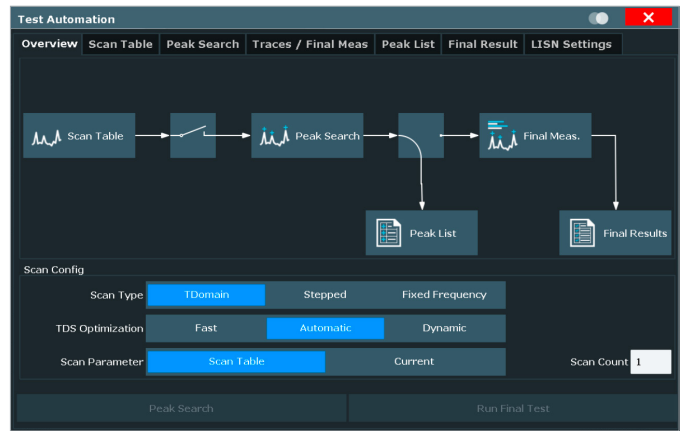 Test Automation
Overview Scan Table Peak Search Traces / Final Meas Peak List Final Result LISN Settings
Scan Table Peak Search Final Meas.
Peak List Final Results
Scan Config
Scan Type TDomain Stepped Fixed Frequency
TDS Optimization Fast Automatic Dynamic
Scan Parameter Scan Table Current Scan Count 1
Peak Search Run Final Test